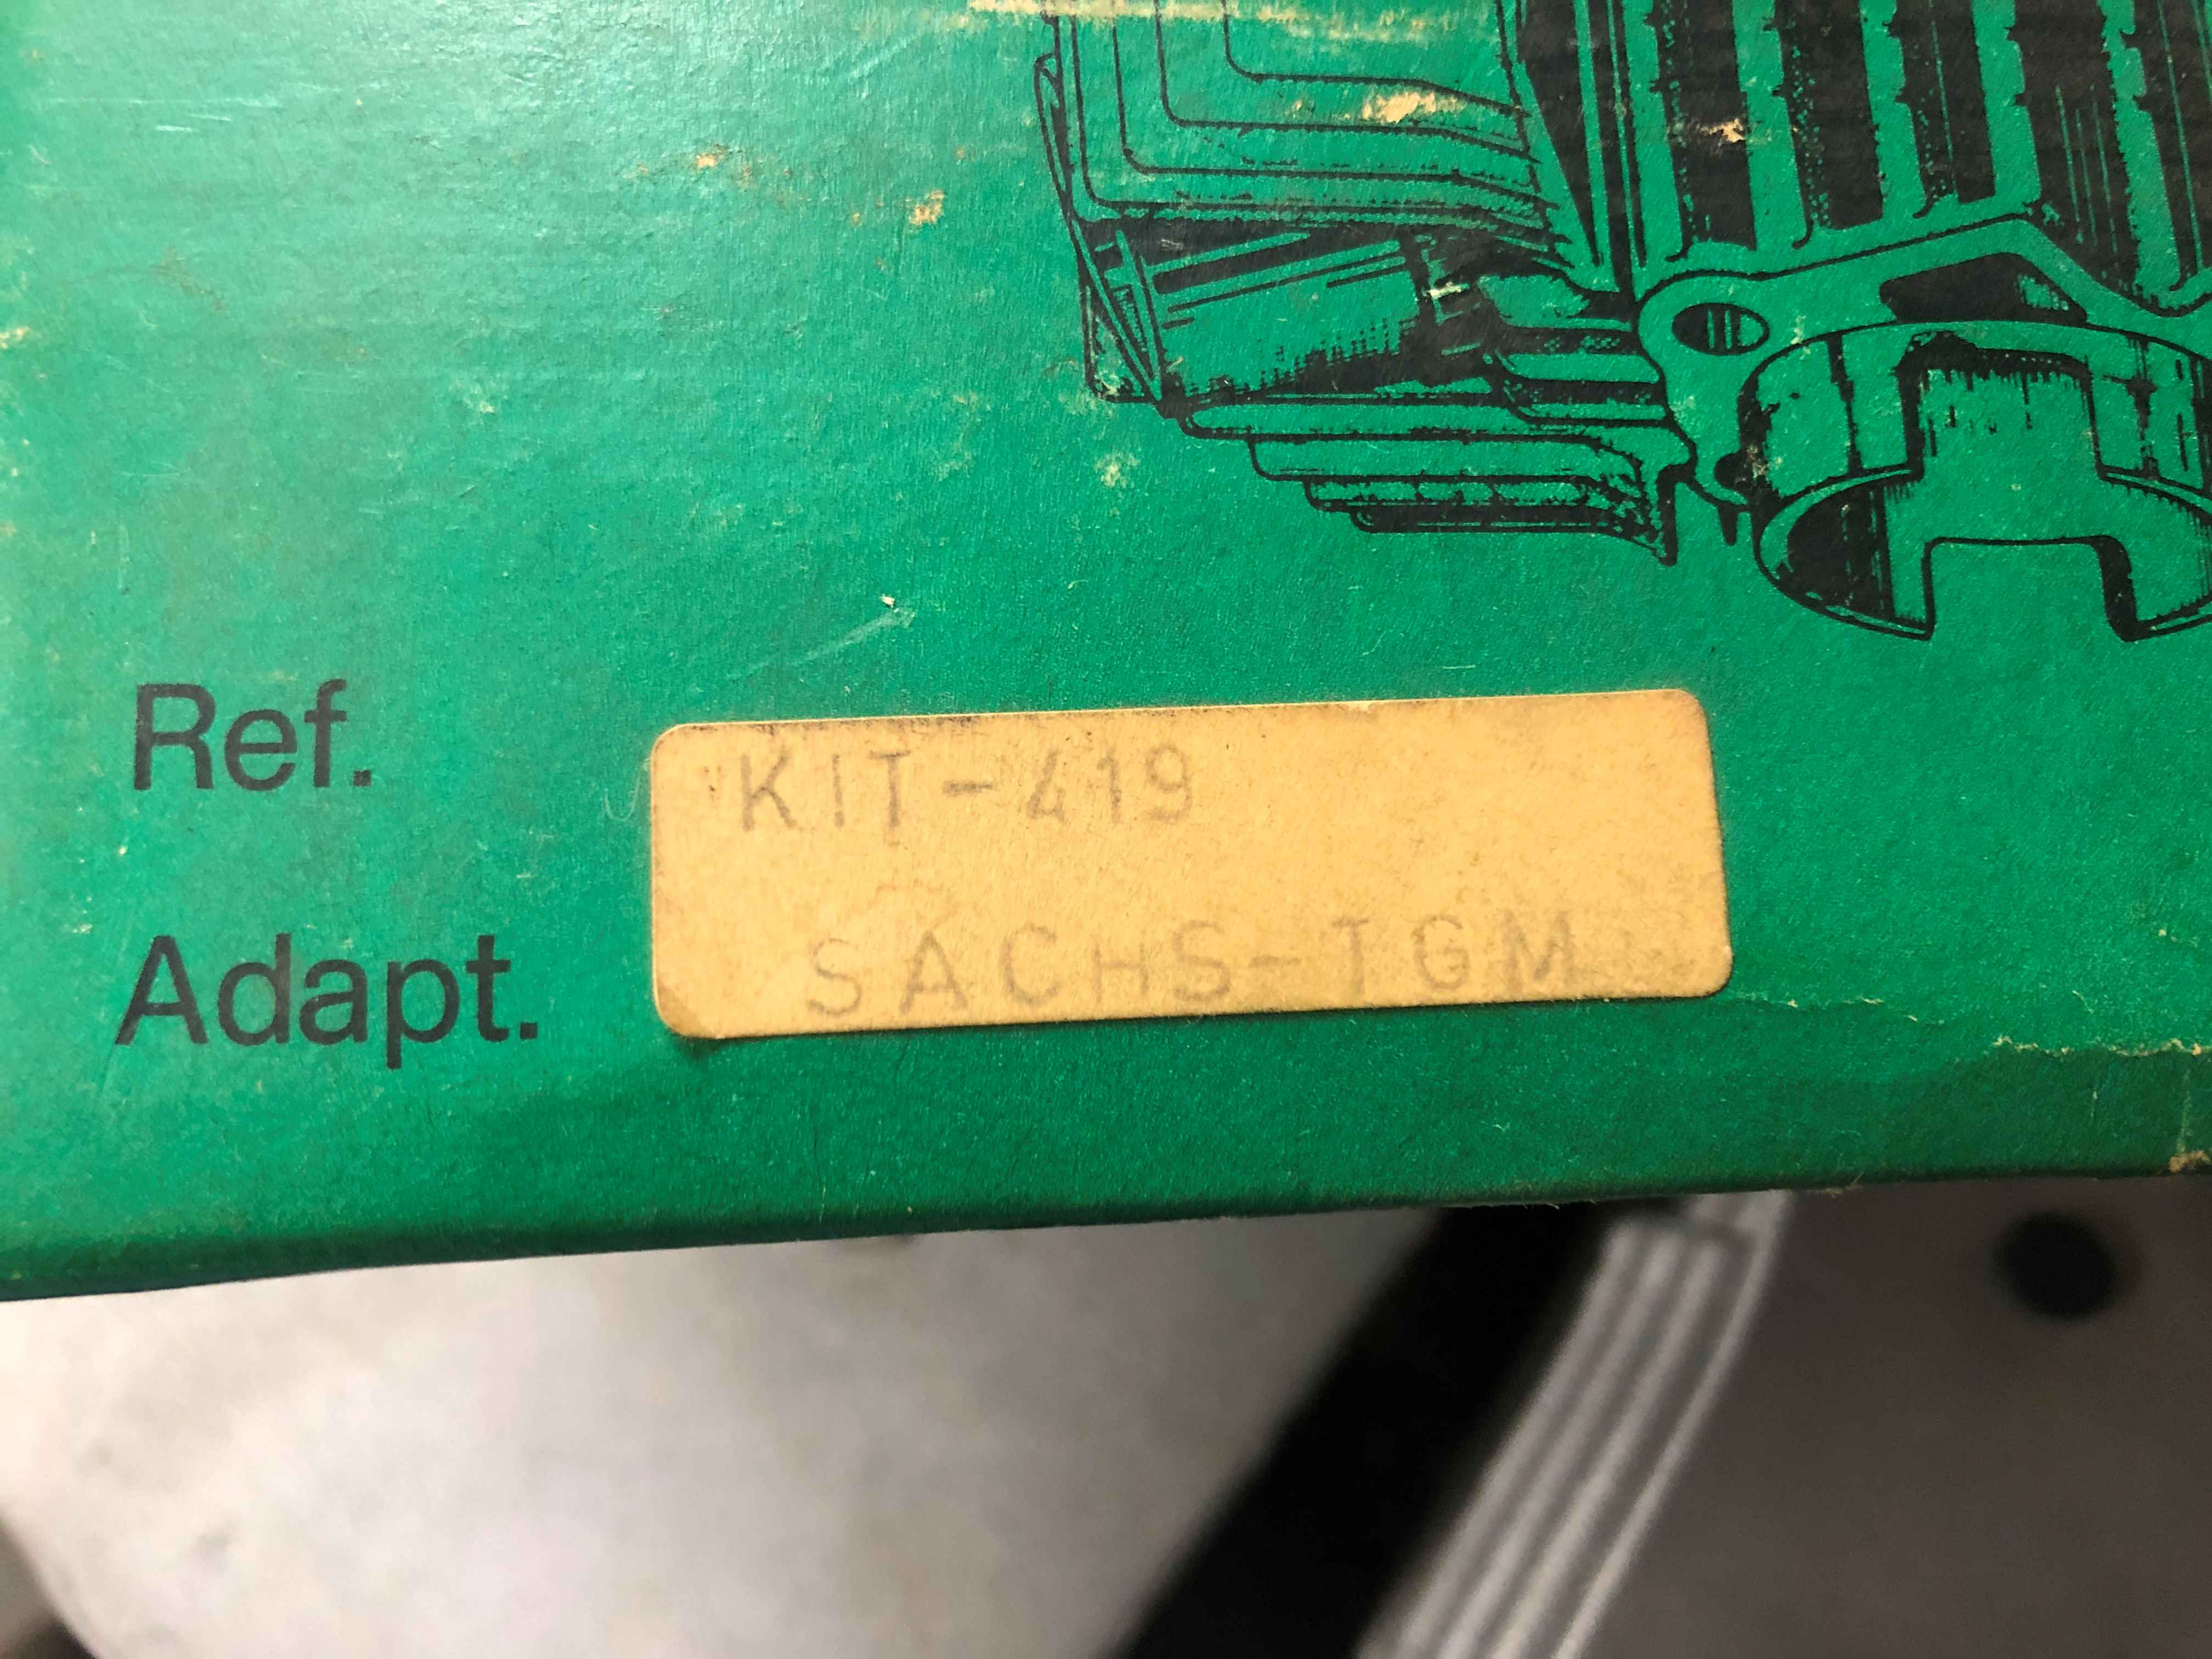 Ref. KIT-419
Adapt. SACHS-TGM